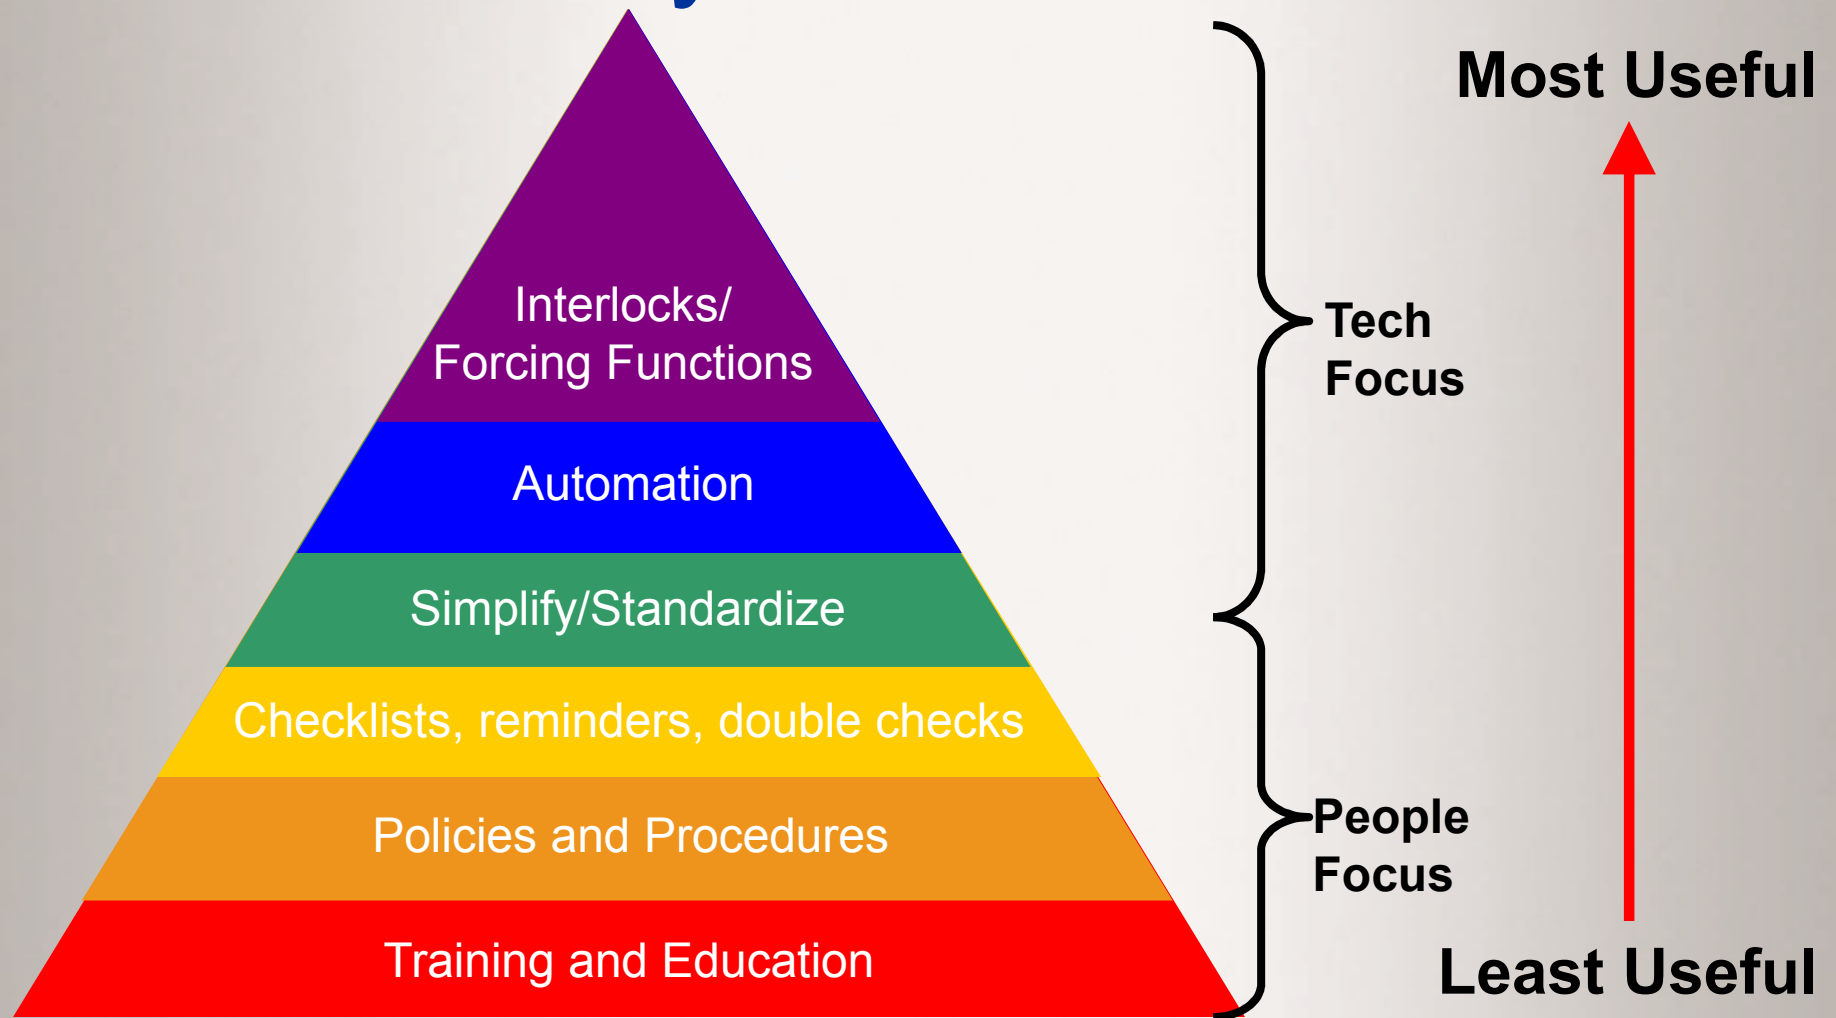 Most Useful
Interlocks/
Forcing Functions
Tech
Focus
Automation
Simplify/Standardize
Checklists, reminders, double checks
People
Focus
Policies and Procedures
Training and Education
Least Useful